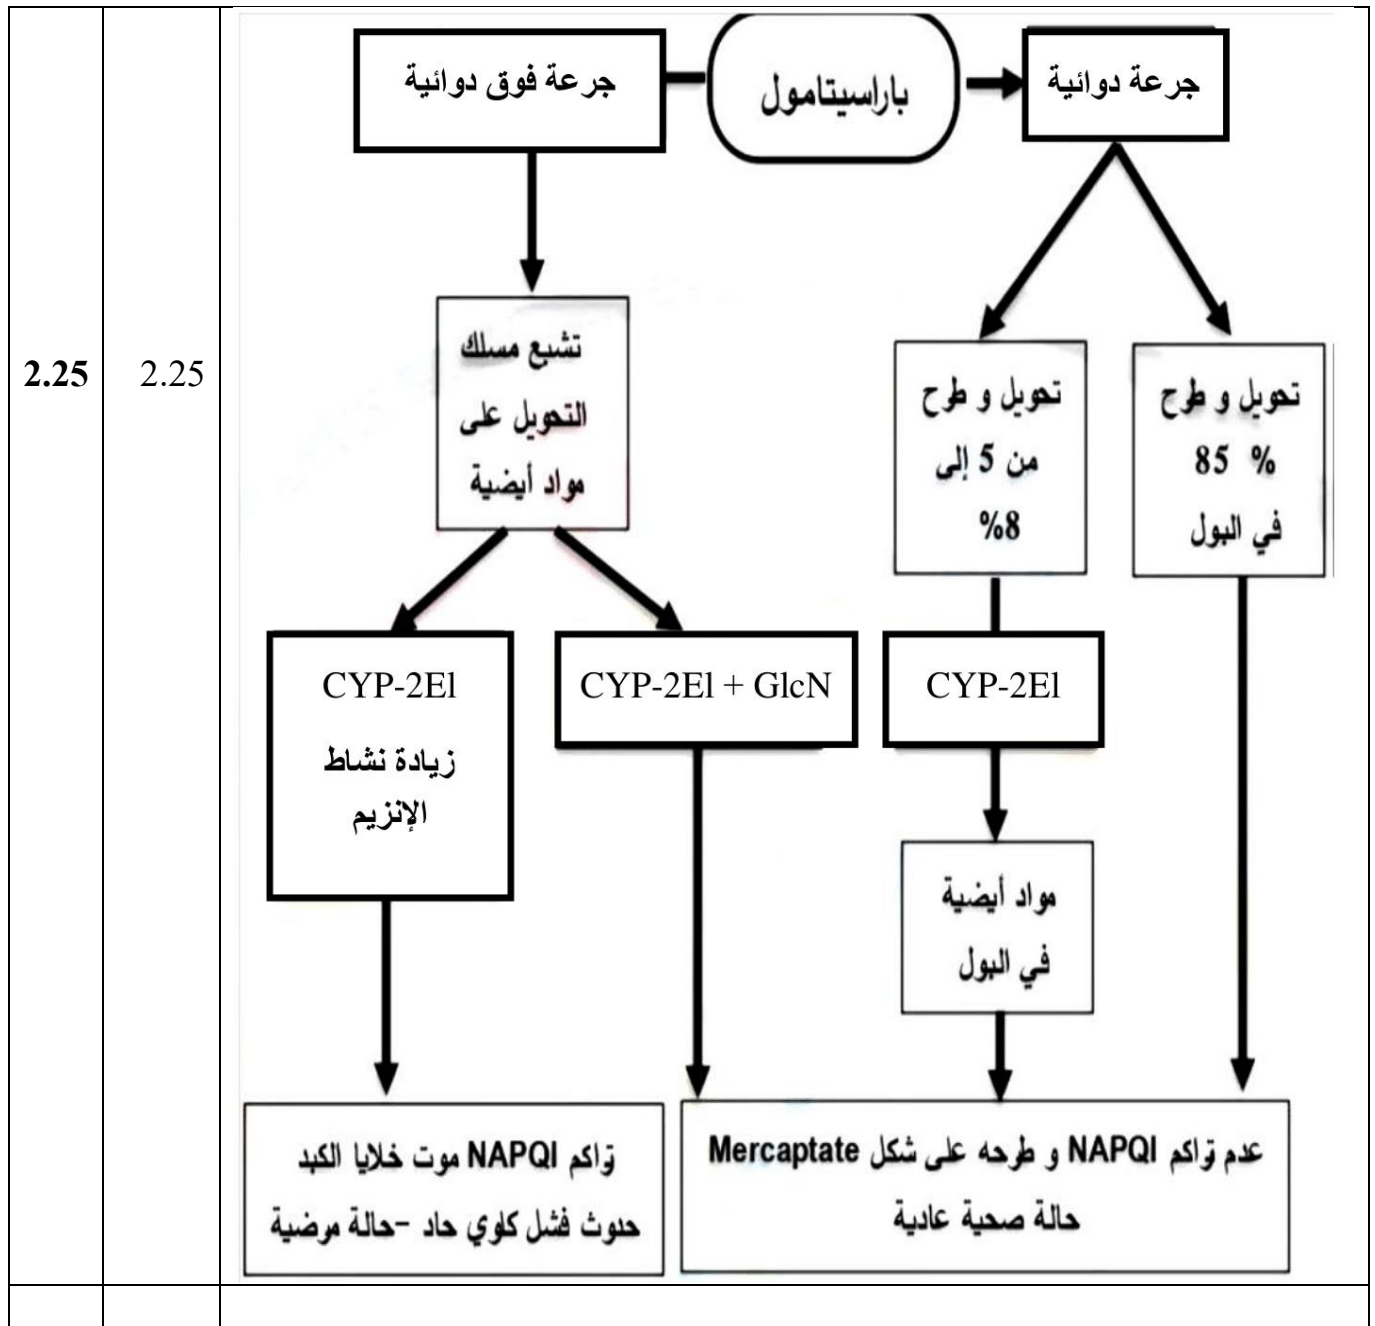 باراسيتامول
جرعة دوائية
جرعة فوق دوائية
تحويل و طرح
85 %
في البول
تحويل و طرح
من 5 إلى
8%
تشبع مسلك
التحويل على
مواد أيضية
CYP-2El
CYP-2El + GlcN
CYP-2El
زيادة نشاط
الإنزيم
مواد أيضية
في البول
عدم تراكم NAPQI و طرحه على شكل Mercaptate
حالة صحية عادية
تراكم NAPQI موت خلايا الكبد
حدوث فشل كلوي حاد -حالة مرضية
2.25
2.25